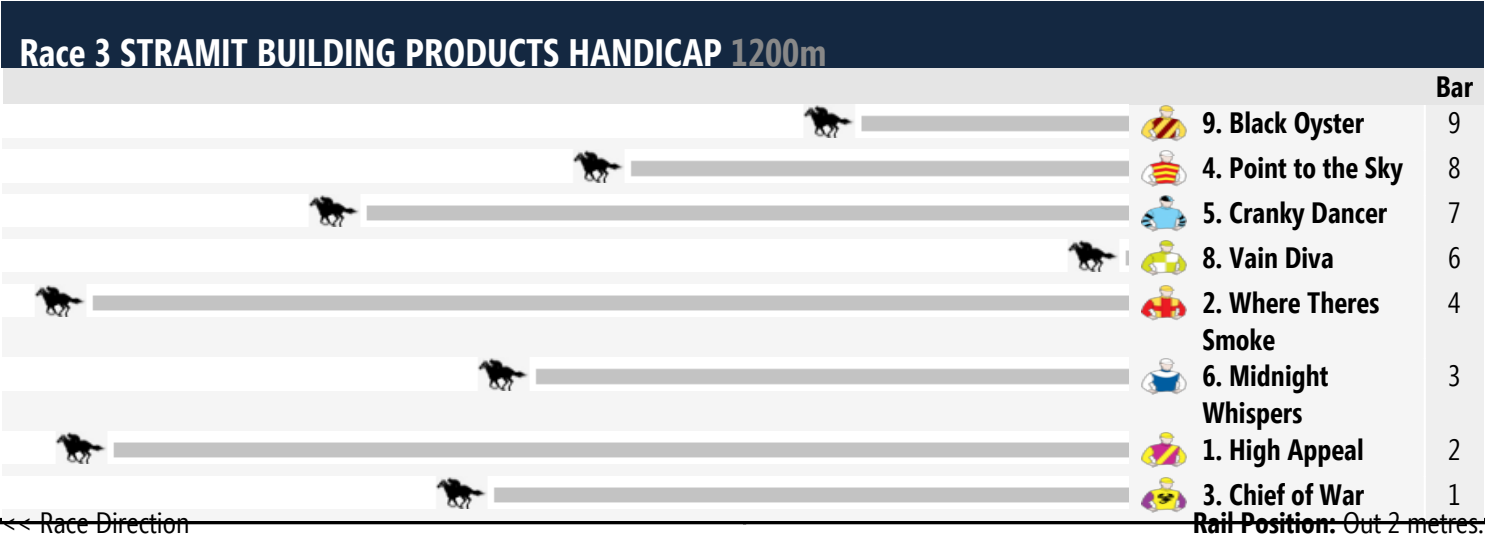 Race 3 STRAMIT BUILDING PRODUCTS HANDICAP 1200m
Bar
9. Black Oyster 9
4. Point to the Sky 8
5. Cranky Dancer 7
8. Vain Diva 6
2. Where Theres 4
Smoke
6. Midnight 3
Whispers
1. High Appeal 2
3. Chief of War 1
<< Race Direction Rail Position: Out 2 metres.